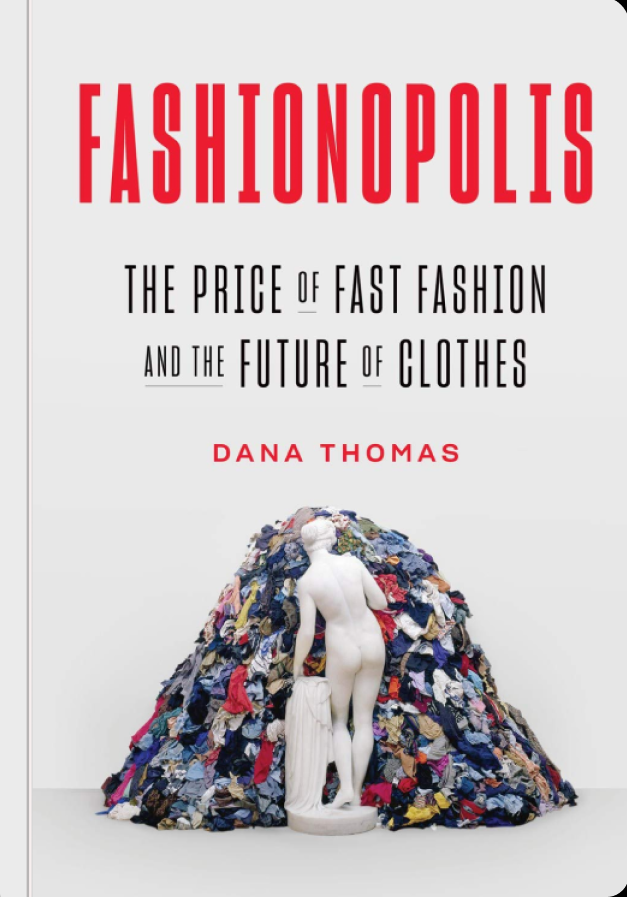 FASHIONOPOLIS
THE PRICE OF FAST FASHION
AND THE FUTURE OF CLOTHES
DANA THOMAS